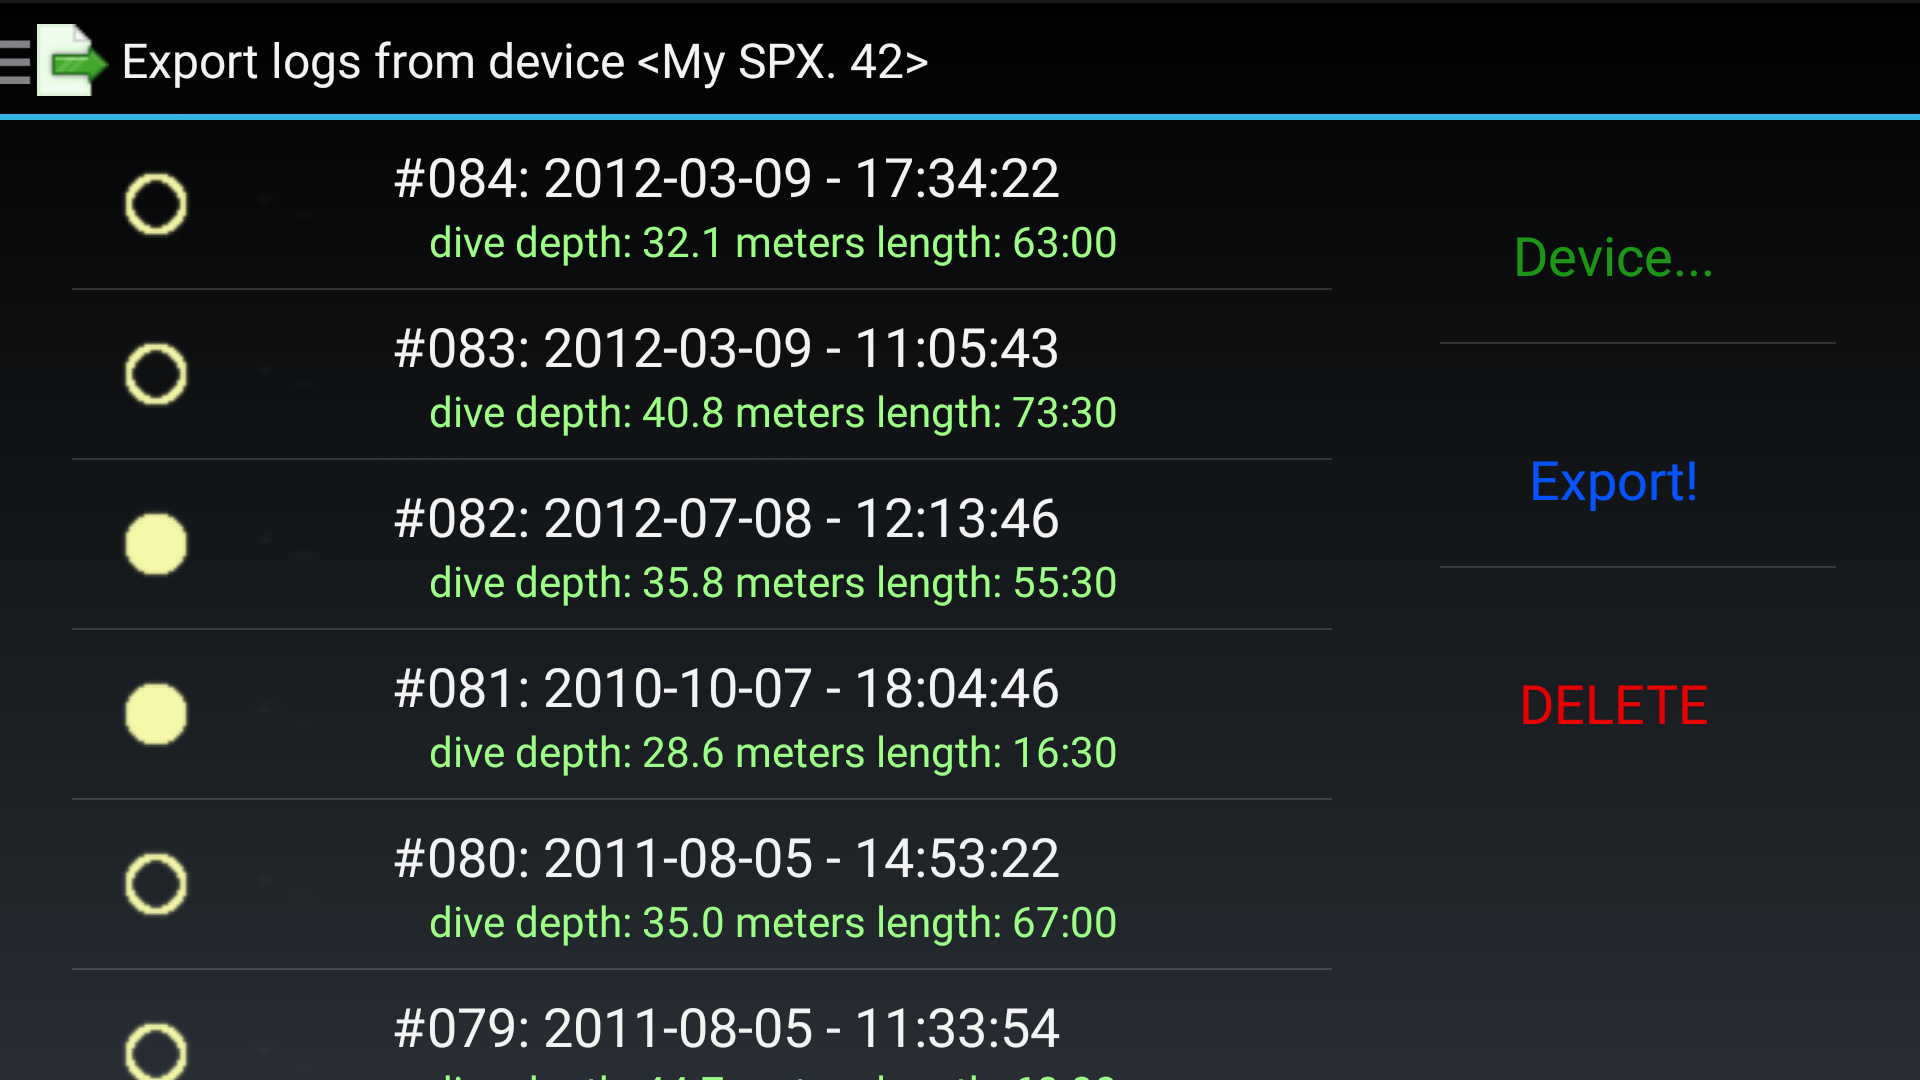 Export logs from device <My SPX. 42>
#084: 2012-03-09 - 17:34:22
dive depth: 32.1 meters length: 63:00
#083: 2012-03-09 - 11:05:43
dive depth: 40.8 meters length: 73:30
#082: 2012-07-08 - 12:13:46
dive depth: 35.8 meters length: 55:30
#081: 2010-10-07 - 18:04:46
dive depth: 28.6 meters length: 16:30
#080: 2011-08-05 - 14:53:22
dive depth: 35.0 meters length: 67:00
#079: 2011-08-05 - 11:33:54
Device...
Export!
DELETE